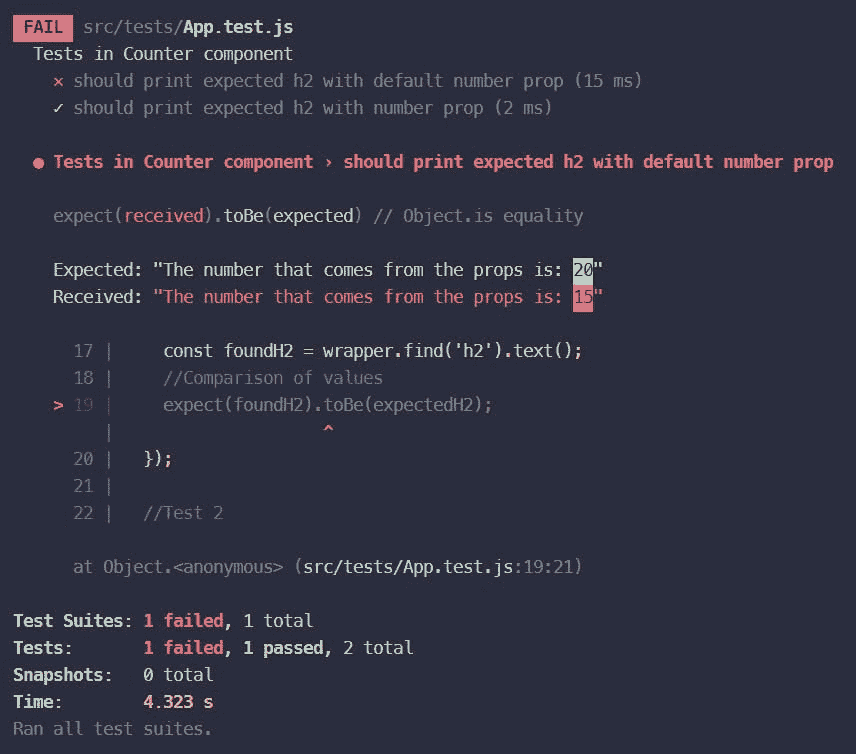 FAIL src/tests/App.test.js
Tests in Counter component
× should print expected h2 with default number prop (15 ms)
✓ should print expected h2 with number prop (2 ms)
● Tests in Counter component › should print expected h2 with default number prop
expect(received).toBe(expected) // Object.is equality
Expected: "The number that comes from the props is: 20"
Received: "The number that comes from the props is: 15"
17 |     const foundH2 = wrapper.find('h2').text();
18 |     //Comparison of values
> 19 |     expect(foundH2).toBe(expectedH2);
|                     ^
20 |   });
21 |
22 |   //Test 2
at Object.<anonymous> (src/tests/App.test.js:19:21)
Test Suites: 1 failed, 1 total
Tests:       1 failed, 1 passed, 2 total
Snapshots:   0 total
Time:        4.323 s
Ran all test suites.